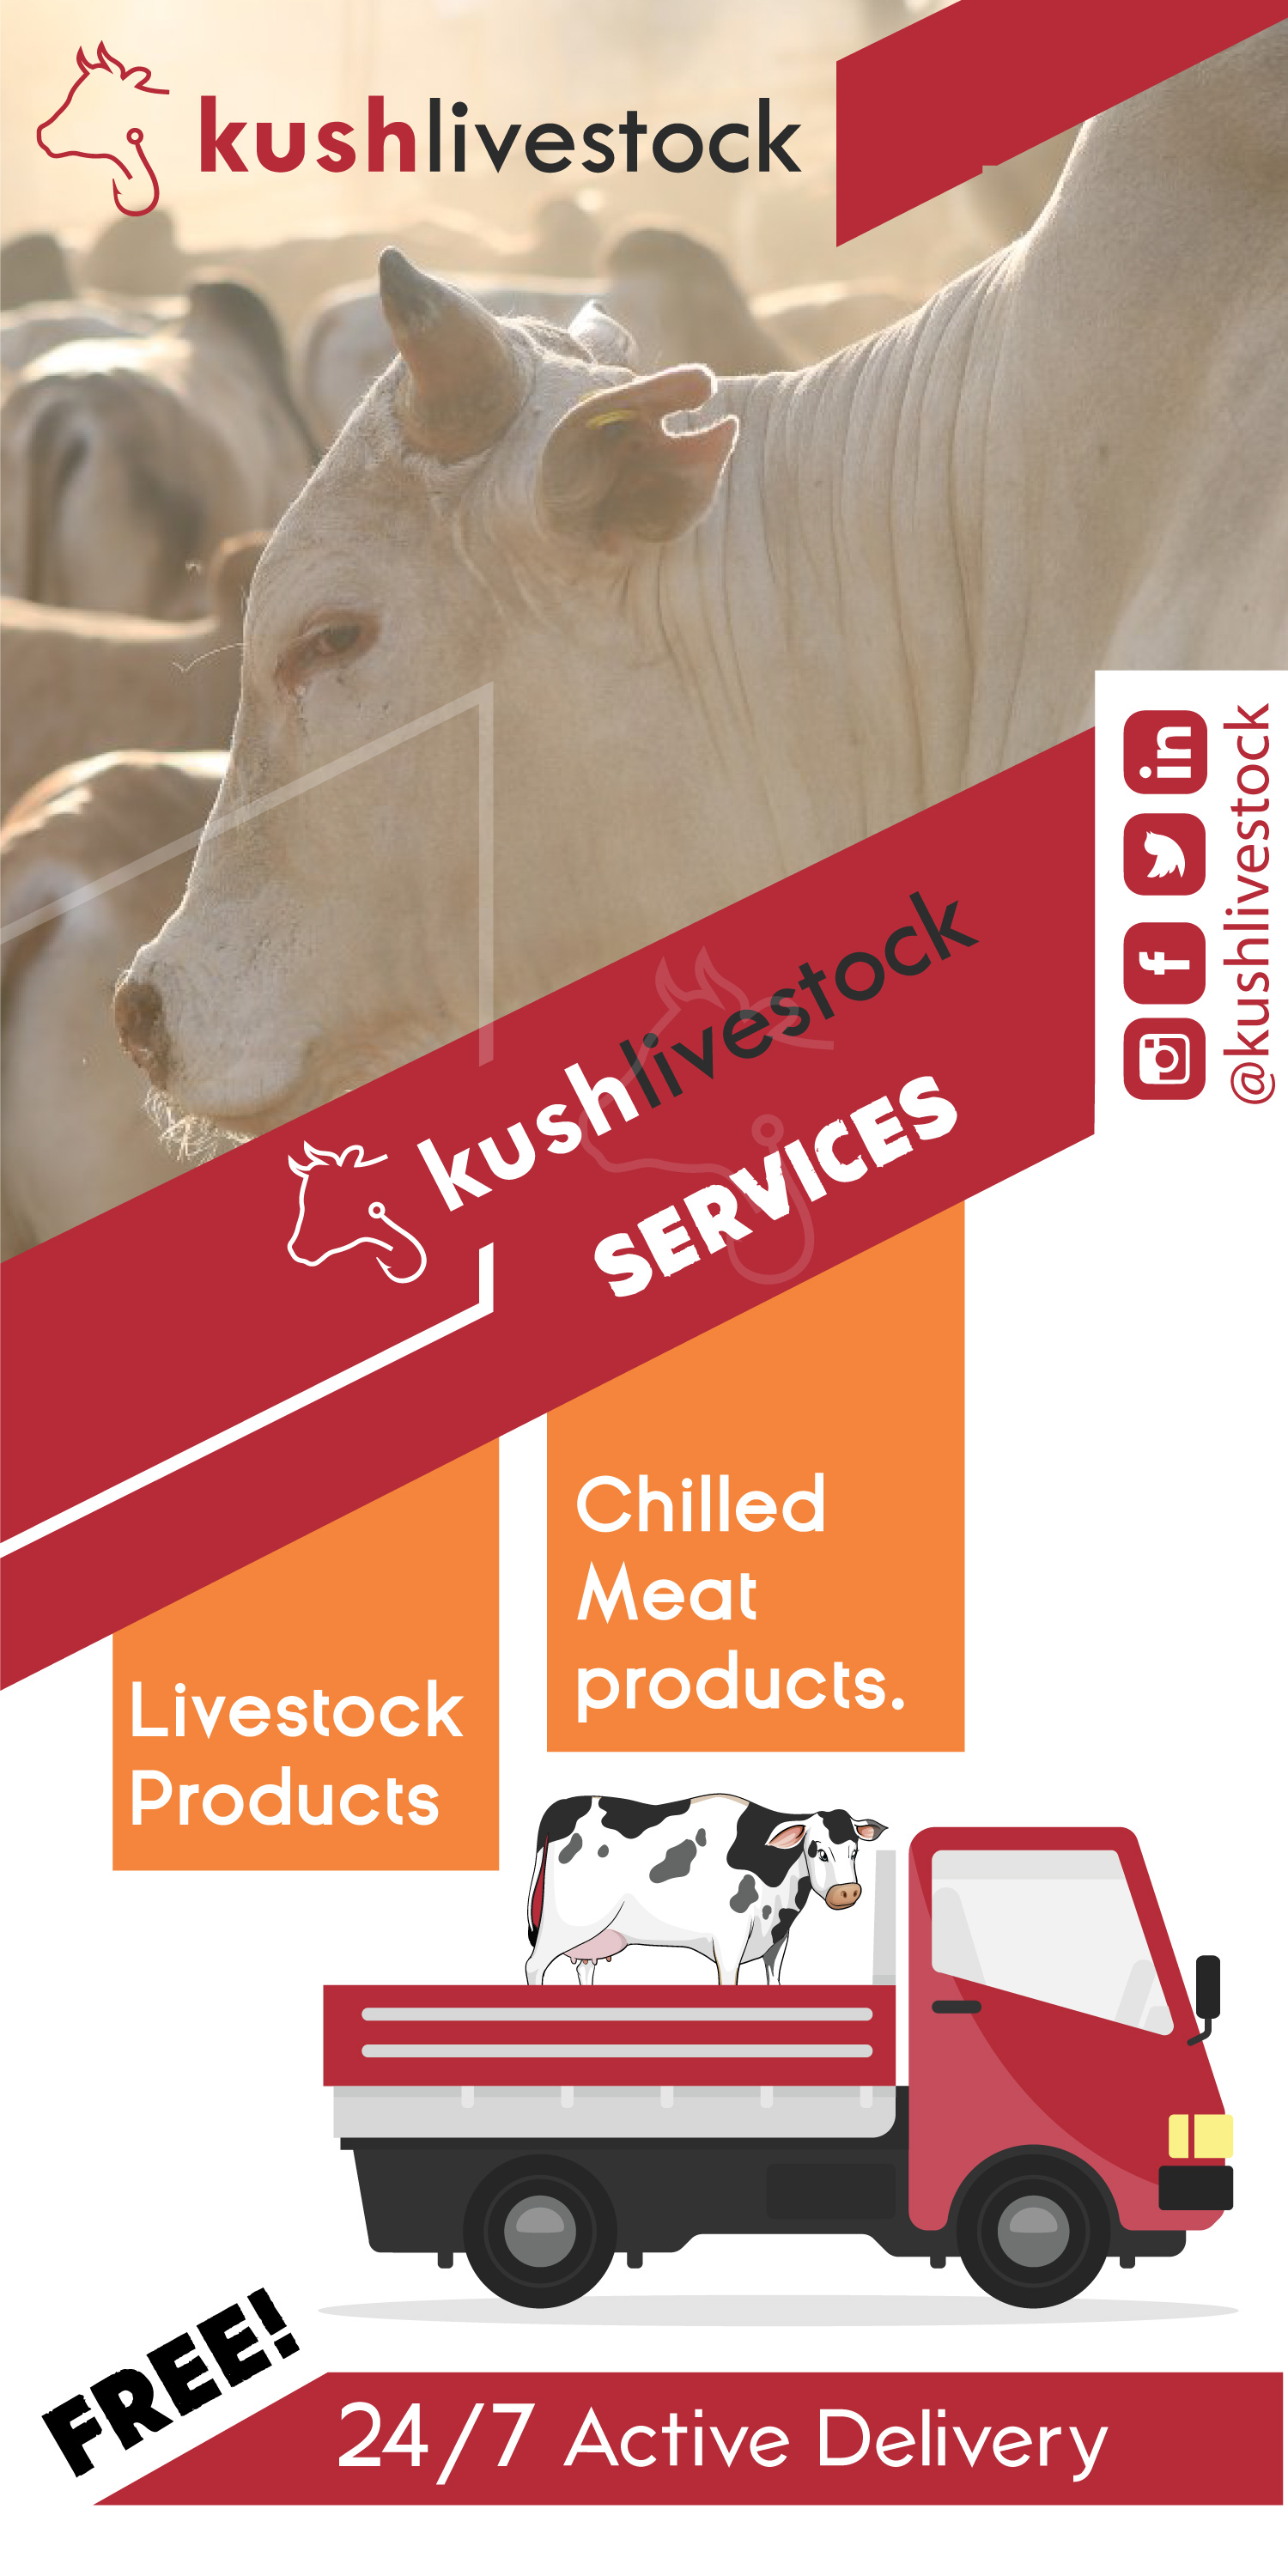 kushlivestock
@kushlivestock
kushlivestock
SERVICES
Chilled
Meat
products.
Livestock
Products
FREE!
24/7 Active Delivery